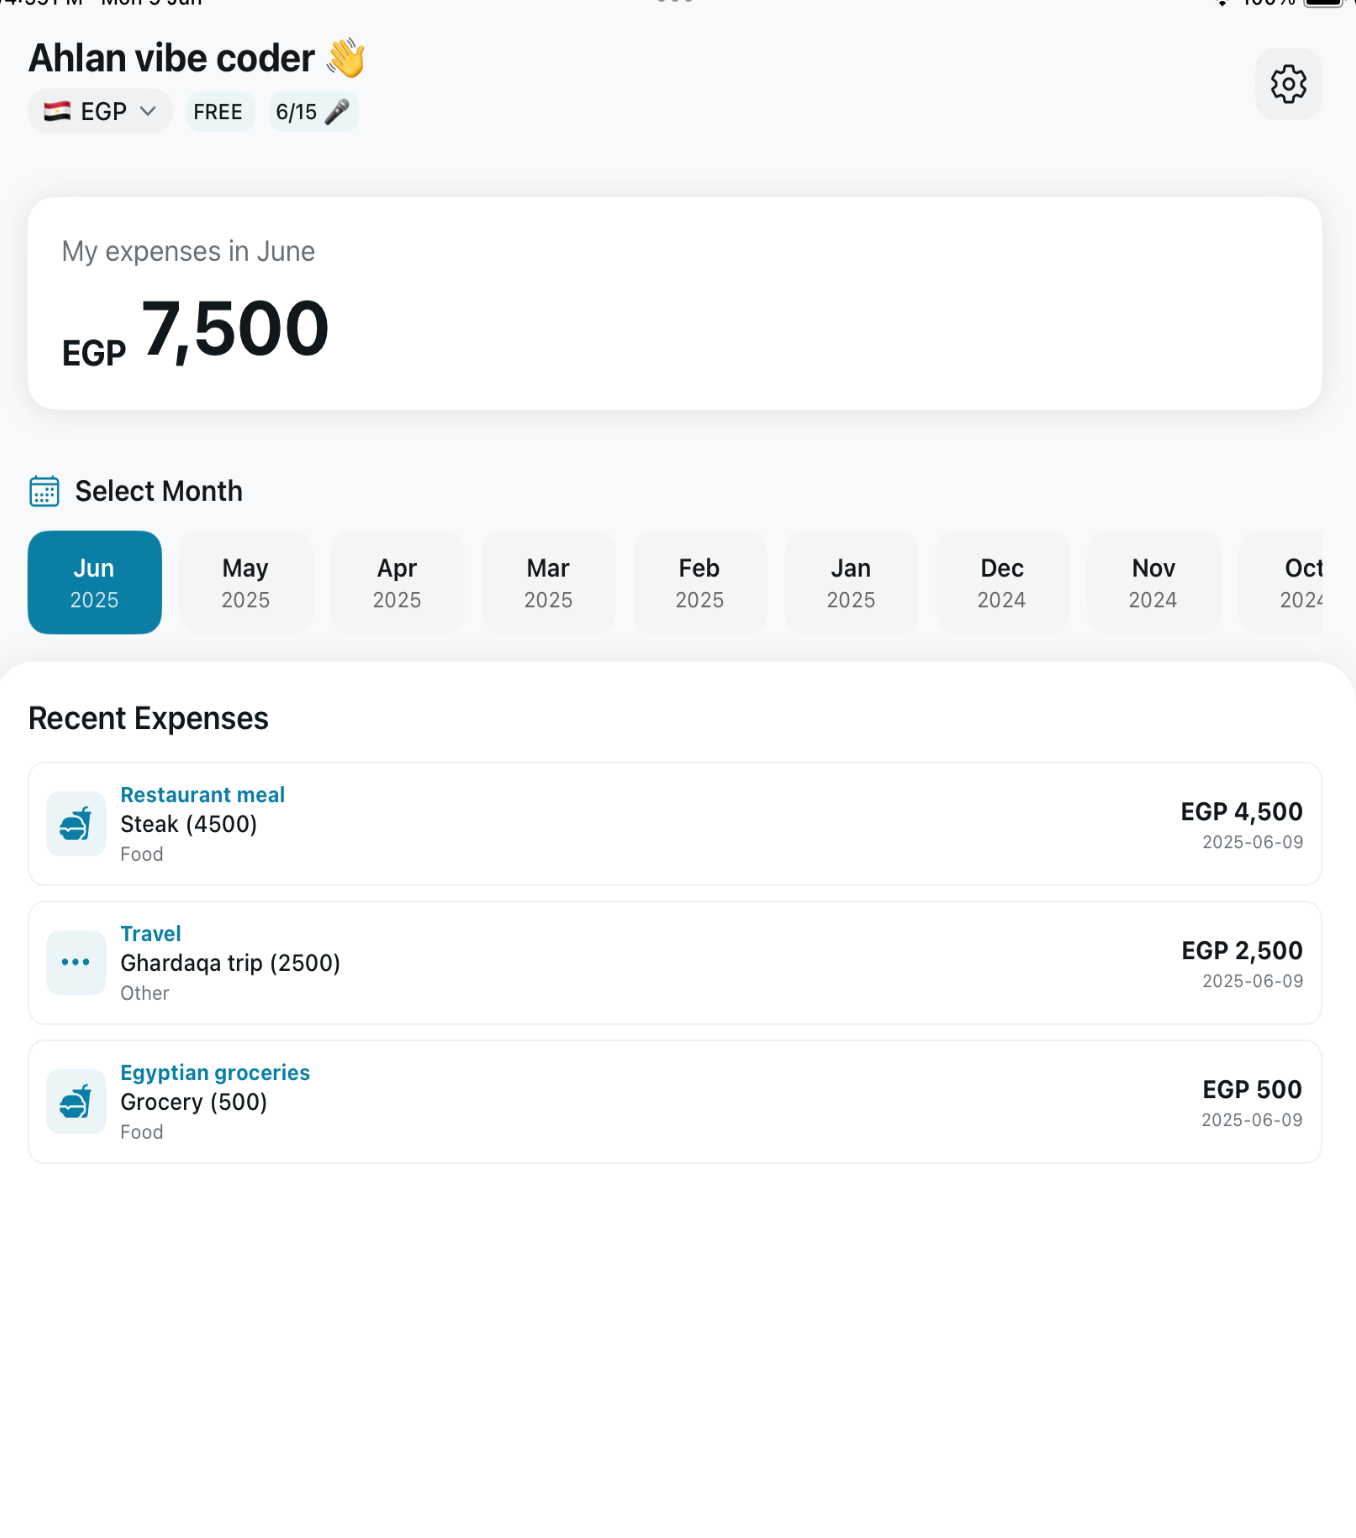 Ahlan vibe coder 👋
EGP
FREE
6/15 🎤
My expenses in June
EGP 7,500
Select Month
Jun
2025
May
2025
Apr
2025
Mar
2025
Feb
2025
Jan
2025
Dec
2024
Nov
2024
Oct
2024
Recent Expenses
Restaurant meal
Steak (4500)
Food
EGP 4,500
2025-06-09
Travel
Ghardaqa trip (2500)
Other
EGP 2,500
2025-06-09
Egyptian groceries
Grocery (500)
Food
EGP 500
2025-06-09